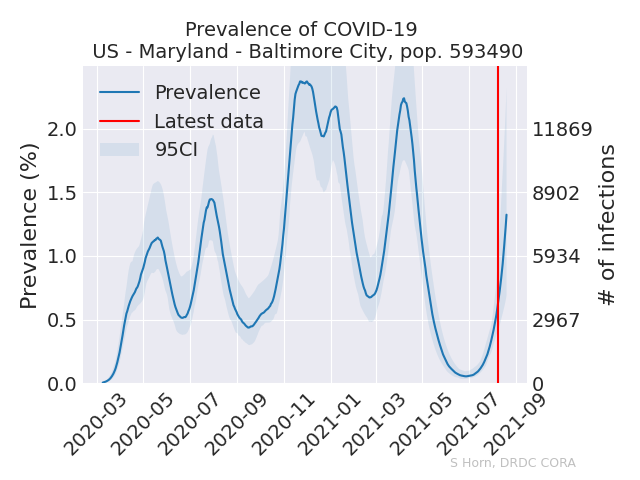 Prevalence of COVID-19
US - Maryland - Baltimore City, pop. 593490
Prevalence
Latest data
95CI
Prevalence (%)
2.0
1.5
1.0
0.5
0.0
11869
8902
5934
2967
0
# of infections
2020-03
2020-05
2020-07
2020-09
2020-11
2021-01
2021-03
2021-05
2021-07
2021-09
S Horn, DRDC CORA